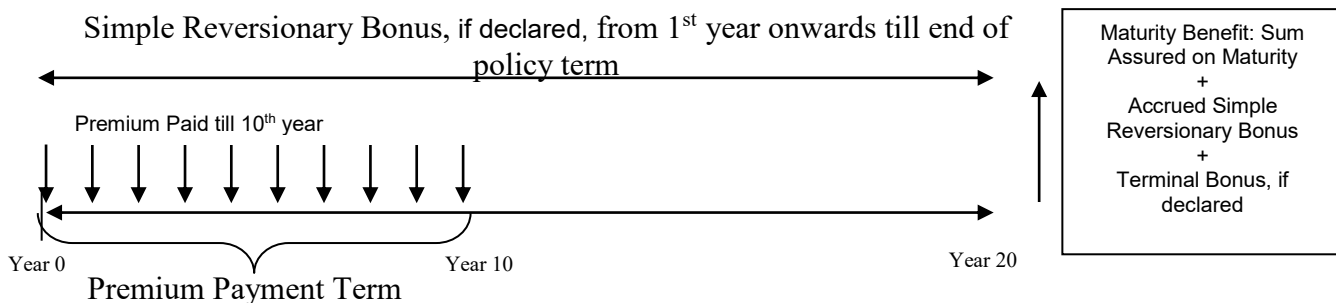 Simple Reversionary Bonus, if declared, from 1st year onwards till end of
policy term
Premium Paid till 10th year
Year 0
Year 10
Year 20
Premium Payment Term
Maturity Benefit: Sum
Assured on Maturity
+
Accrued Simple
Reversionary Bonus
+
Terminal Bonus, if
declared